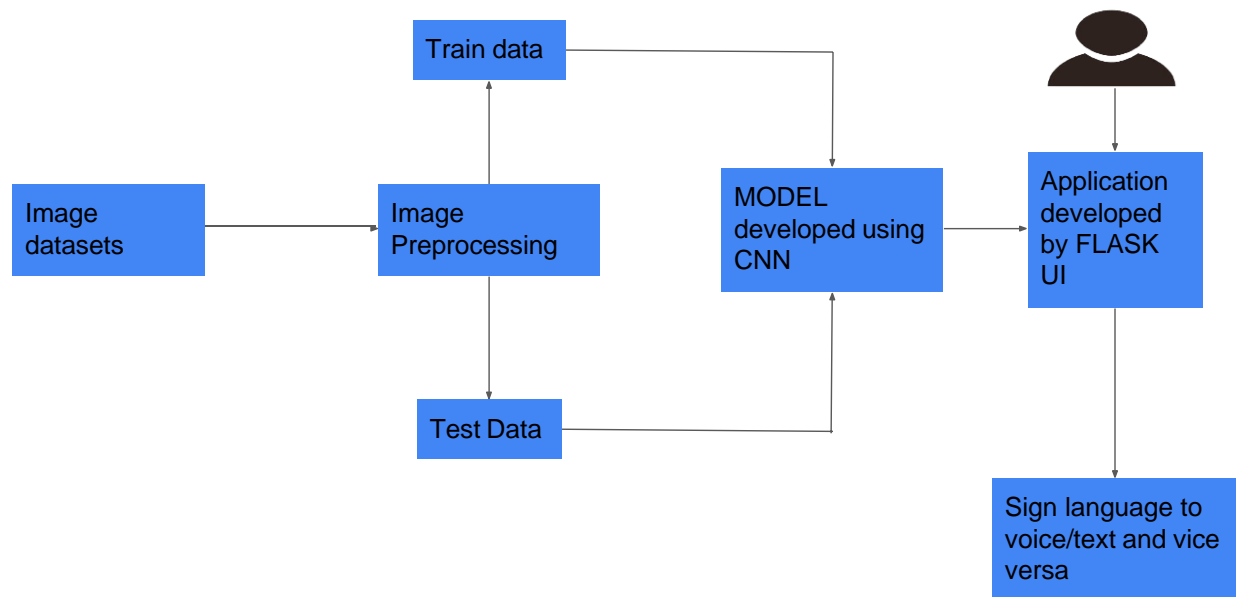 Train data
Image
datasets
Image
Preprocessing
MODEL
developed using
CNN
Application
developed
by FLASK
UI
Test Data
Sign language to
voice/text and vice
versa